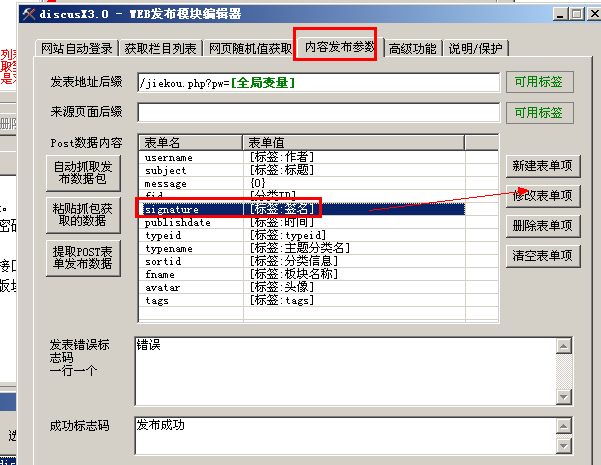 discusX3.0 - WEB发布模块编辑器
网站自动登录 获取栏目列表 网页随机值获取 内容发布参数 高级功能 说明/保护
发表地址后缀 /jiekou.php?pw=[全局变量] 可用标签
来源页面后缀 可用标签
Post数据内容
表单名 表单值
username [标签:作者]
subject [标签:标题]
message {0}
fid [分类ID]
signature [标签:签名]
publishdate [标签:时间]
typeid [标签:typeid]
typename [标签:主题分类名]
sortid [标签:分类信息]
fname [标签:板块名称]
avatar [标签:头像]
tags [标签:tags]
自动抓取发
布数据包
粘贴抓包获
取的数据
提取POST表
单发布数据
新建表单项
修改表单项
删除表单项
清空表单项
发表错误标
志码
一行一个
错误
成功标志码 发布成功